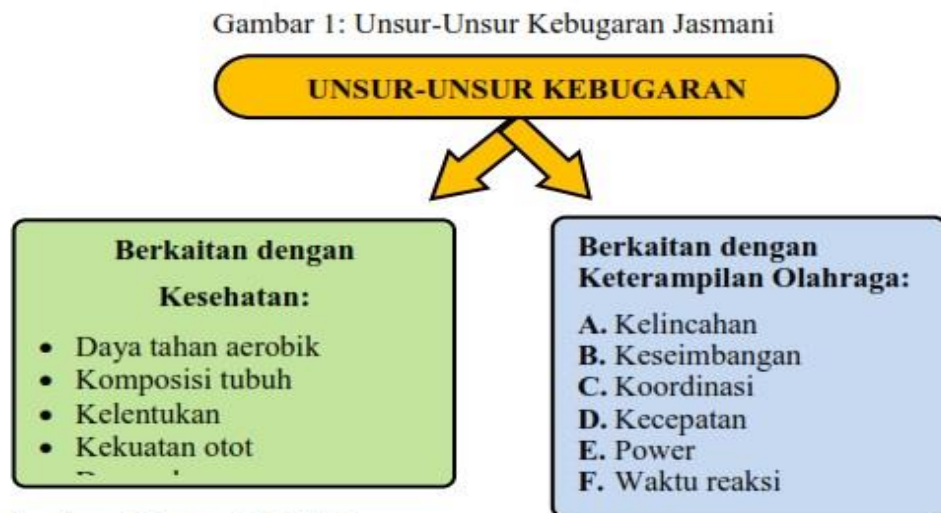 Gambar 1: Unsur-Unsur Kebugaran Jasmani
UNSUR-UNSUR KEBUGARAN
Berkaitan dengan
Kesehatan:
• Daya tahan aerobik
• Komposisi tubuh
• Kelentukan
• Kekuatan otot
Berkaitan dengan
Keterampilan Olahraga:
A. Kelincahan
B. Keseimbangan
C. Koordinasi
D. Kecepatan
E. Power
F. Waktu reaksi